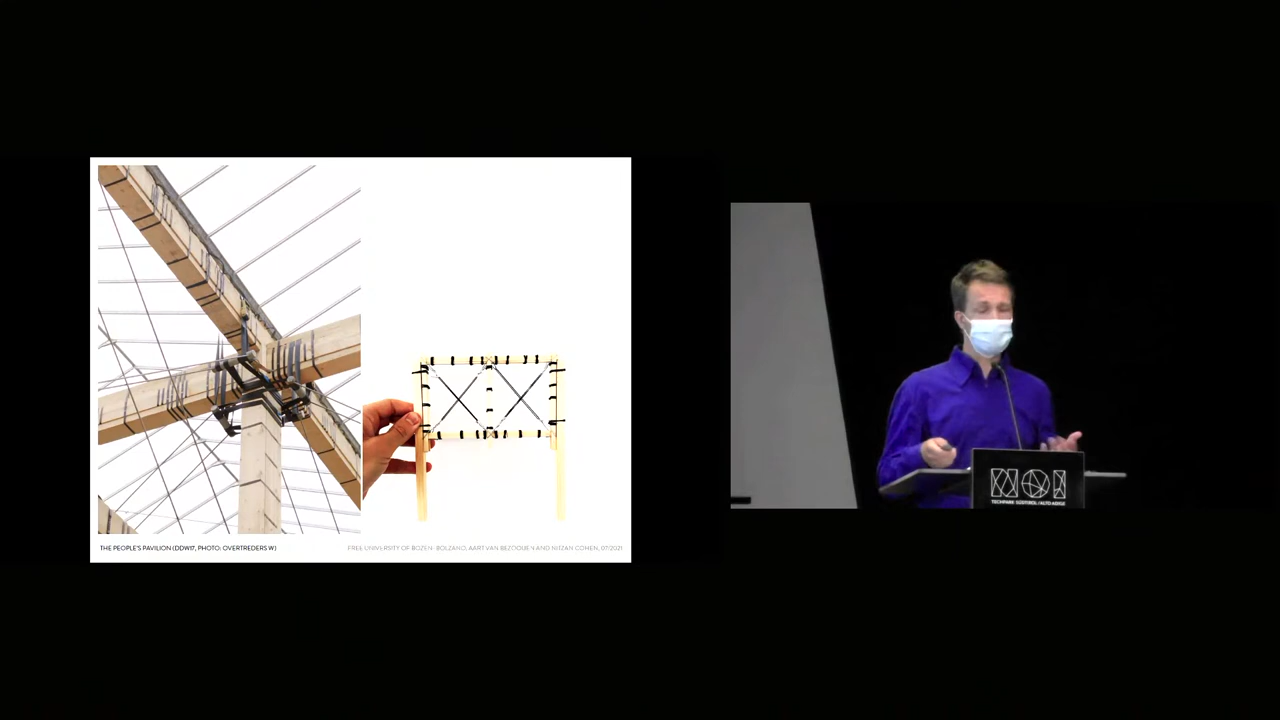 THE PEOPLE'S PAVILION (DDW17, PHOTO: OVERTREDERS W)
FREE UNIVERSITY OF BOZEN-BOLZANO, AART VAN BEZOOIJEN AND NITZAN COHEN, 07/2021
NOI
TECHPARK SÜDTIROL / ALTO ADIGE